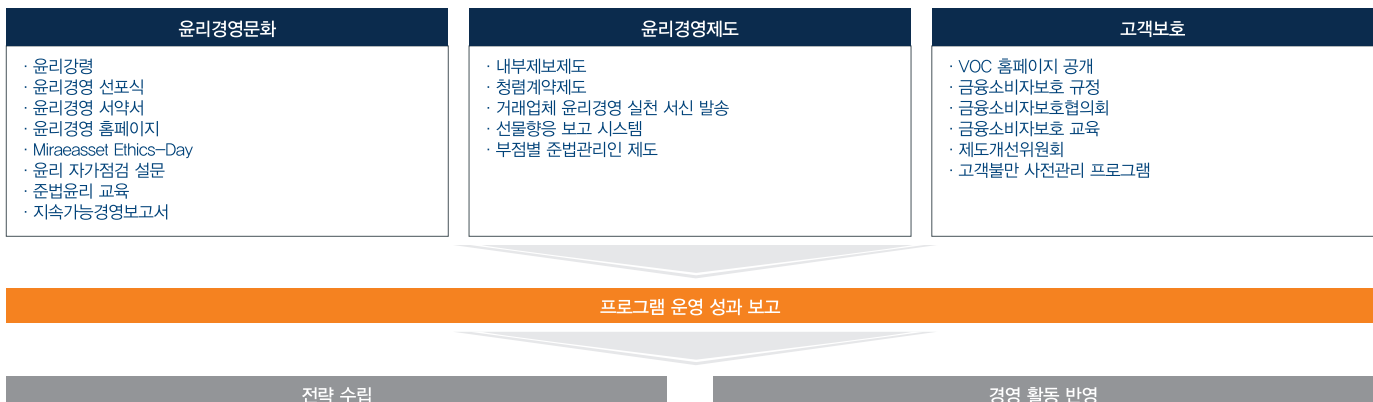 윤리경영문화
· 윤리강령
· 윤리경영 선포식
· 윤리경영 서약서
· 윤리경영 홈페이지
· Miraeasset Ethics-Day
· 윤리 자가점검 설문
· 준법윤리 교육
· 지속가능경영보고서
윤리경영제도
· 내부제보제도
· 청렴계약제도
· 거래업체 윤리경영 실천 서신 발송
· 선물향응 보고 시스템
· 부점별 준법관리인 제도
고객보호
· VOC 홈페이지 공개
· 금융소비자보호 규정
· 금융소비자보호협의회
· 금융소비자보호 교육
· 제도개선위원회
· 고객불만 사전관리 프로그램
프로그램 운영 성과 보고
전략 수립
경영 활동 반영